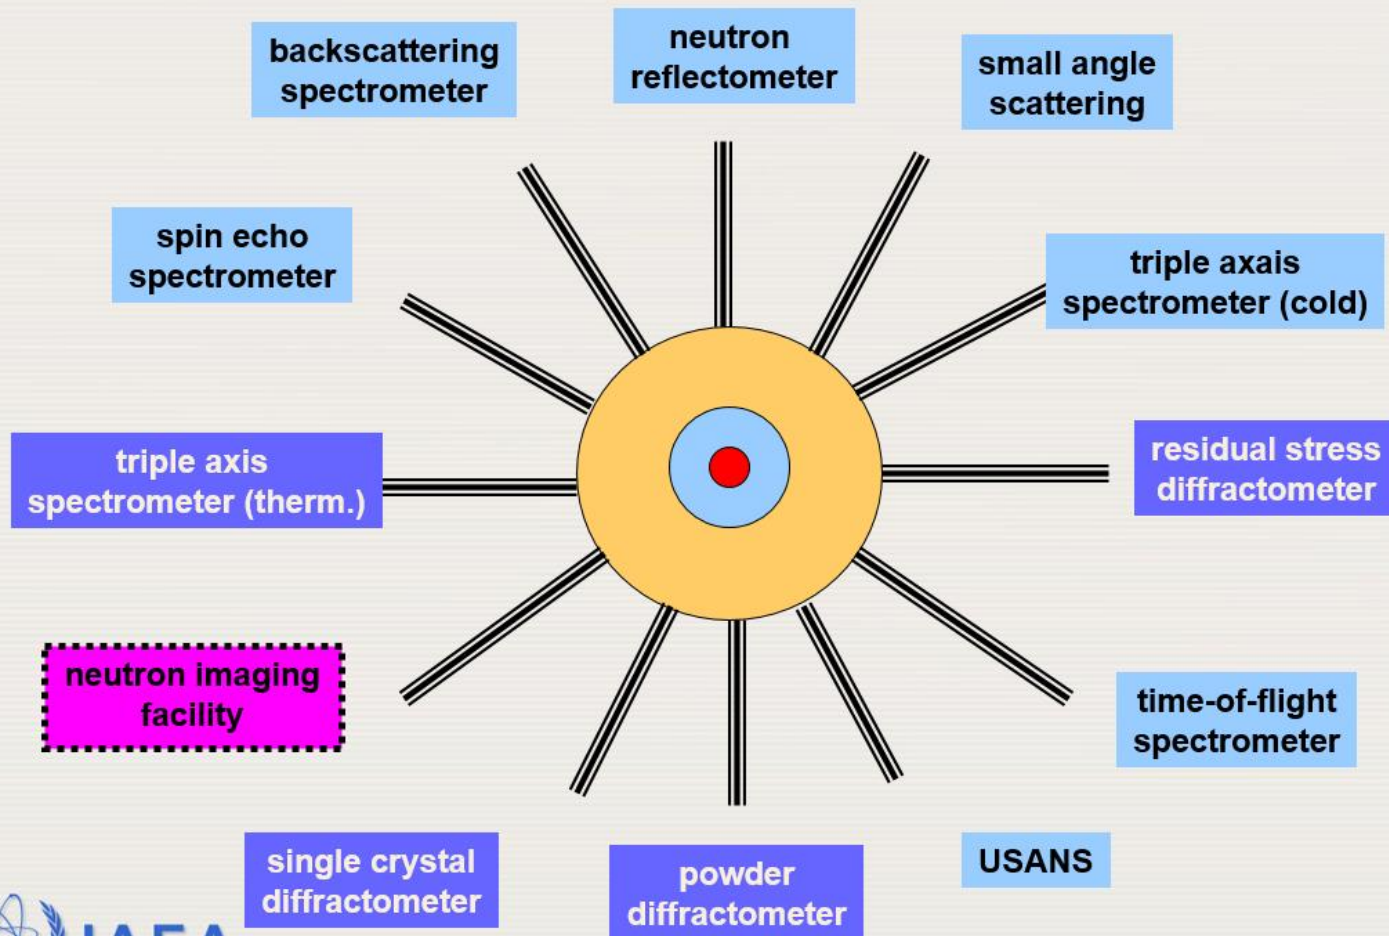 backscattering
spectrometer
neutron
reflectometer
small angle
scattering
spin echo
spectrometer
triple axais
spectrometer (cold)
triple axis
spectrometer (therm.)
residual stress
diffractometer
neutron imaging
facility
time-of-flight
spectrometer
single crystal
diffractometer
powder
diffractometer
USANS
IAEA